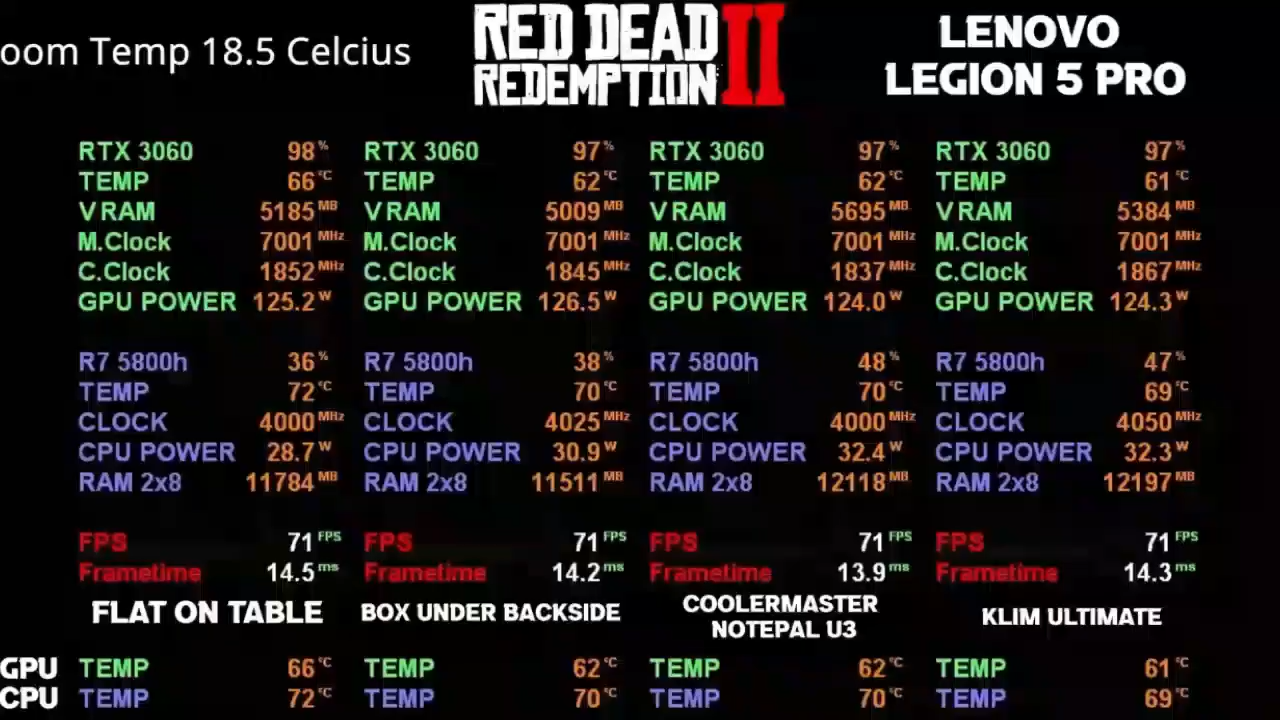 oom Temp 18.5 Celcius
RED DEAD
REDEMPTION II
LENOVO
LEGION 5 PRO
RTX 3060 98 % RTX 3060 97 % RTX 3060 97 % RTX 3060 97 %
TEMP 66 °C TEMP 62 °C TEMP 62 °C TEMP 61 °C
VRAM 5185 MB VRAM 5009 MB VRAM 5695 MB VRAM 5384 MB
M.Clock 7001 MHz M.Clock 7001 MHz M.Clock 7001 MHz M.Clock 7001 MHz
C.Clock 1852 MHz C.Clock 1845 MHz C.Clock 1837 MHz C.Clock 1867 MHz
GPU POWER 125.2 W GPU POWER 126.5 W GPU POWER 124.0 W GPU POWER 124.3 W
R7 5800h 36 % R7 5800h 38 % R7 5800h 48 % R7 5800h 47 %
TEMP 72 °C TEMP 70 °C TEMP 70 °C TEMP 69 °C
CLOCK 4000 MHz CLOCK 4025 MHz CLOCK 4000 MHz CLOCK 4050 MHz
CPU POWER 28.7 W CPU POWER 30.9 W CPU POWER 32.4 W CPU POWER 32.3 W
RAM 2x8 11784 MB RAM 2x8 11511 MB RAM 2x8 12118 MB RAM 2x8 12197 MB
FPS 71 FPS FPS 71 FPS FPS 71 FPS FPS 71 FPS
Frametime 14.5 ms Frametime 14.2 ms Frametime 13.9 ms Frametime 14.3 ms
FLAT ON TABLE
BOX UNDER BACKSIDE
COOLERMASTER
NOTEPAL U3
KLIM ULTIMATE
GPU TEMP 66 °C TEMP 62 °C TEMP 62 °C TEMP 61 °C
CPU TEMP 72 °C TEMP 70 °C TEMP 70 °C TEMP 69 °C